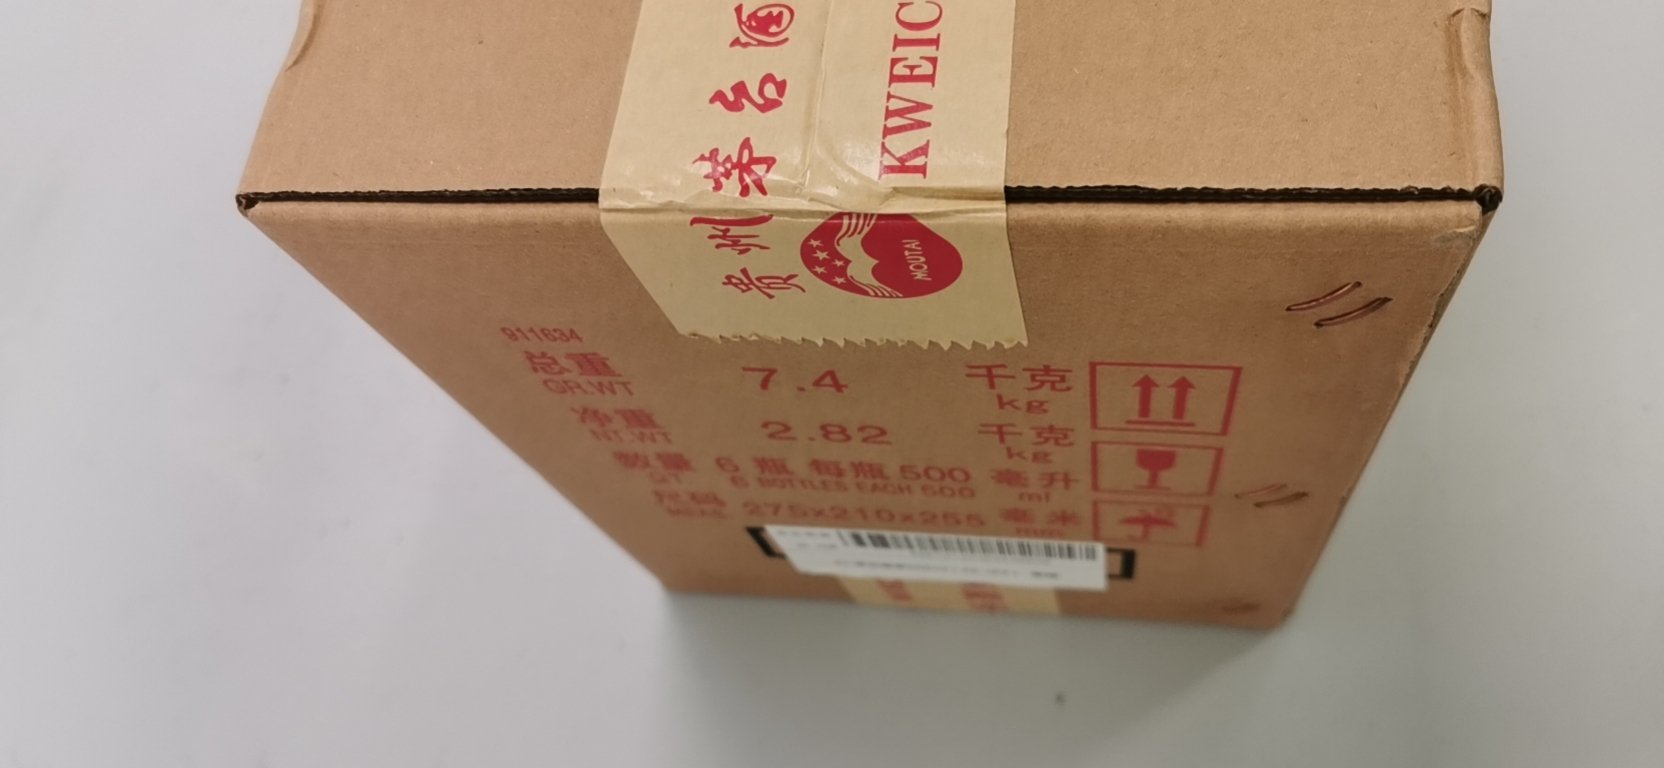 贵州茅台酒
KWEIC
MOUTAI
911634
总重 7.4 千克
GR.WT kg
净重 2.82 千克
NT.WT kg
数量 6 瓶 每瓶 500 毫升
QT. 6 BOTTLES EACH 500 ml
尺码 275x210x255 毫米
MEAS. mm